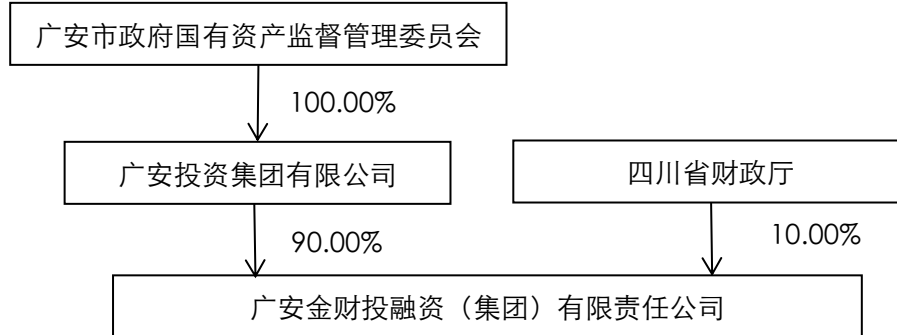 广安市政府国有资产监督管理委员会
100.00%
广安投资集团有限公司
四川省财政厅
90.00%
10.00%
广安金财投融资（集团）有限责任公司